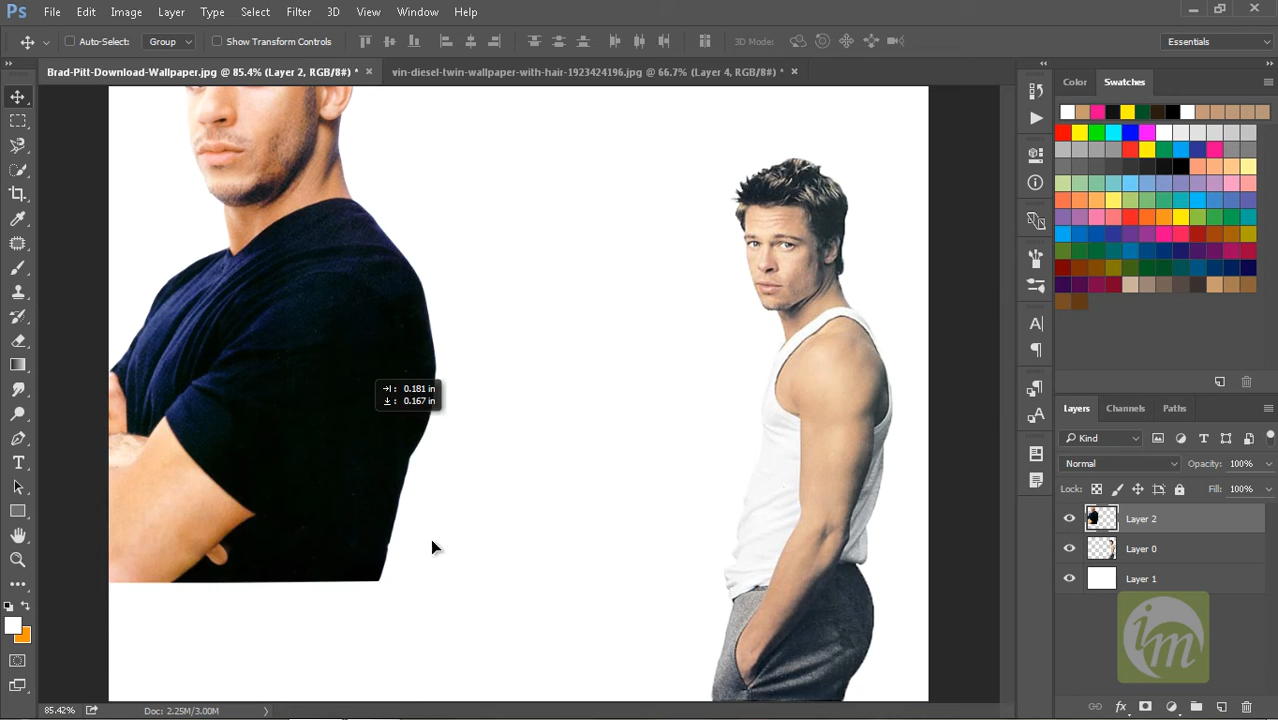 Ps File Edit Image Layer Type Select Filter 3D View Window Help
Auto-Select: Group Show Transform Controls 3D Mode: Essentials
Brad-Pitt-Download-Wallpaper.jpg @ 85.4% (Layer 2, RGB/8#) * vin-diesel-twin-wallpaper-with-hair-1923424196.jpg @ 66.7% (Layer 4, RGB/8#) *
Color Swatches
0.181 in
0.167 in
Layers Channels Paths
Kind
Normal Opacity: 100%
Lock: Fill: 100%
Layer 2
Layer 0
Layer 1
im
85.42% Doc: 2.25M/3.00M